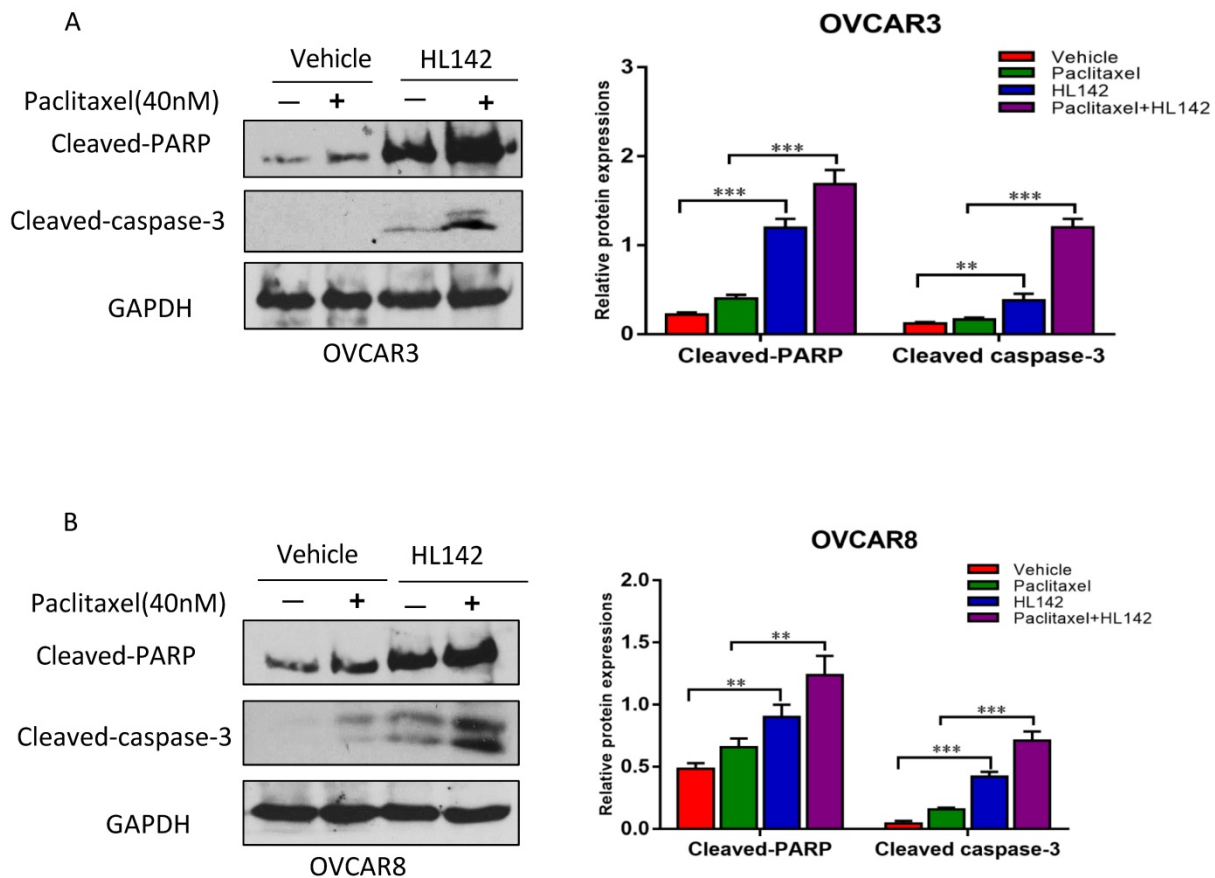 A
Vehicle HL142
Paclitaxel(40nM) — + — +
Cleaved-PARP
Cleaved-caspase-3
GAPDH
OVCAR3
OVCAR3
Vehicle
Paclitaxel
HL142
Paclitaxel+HL142
Relative protein expressions
3
2
1
0
***
***
**
***
Cleaved-PARP Cleaved caspase-3
B
Vehicle HL142
Paclitaxel(40nM) — + — +
Cleaved-PARP
Cleaved-caspase-3
GAPDH
OVCAR8
OVCAR8
Vehicle
Paclitaxel
HL142
Paclitaxel+HL142
Relative protein expressions
2.0
1.5
1.0
0.5
0.0
**
**
***
***
Cleaved-PARP Cleaved caspase-3